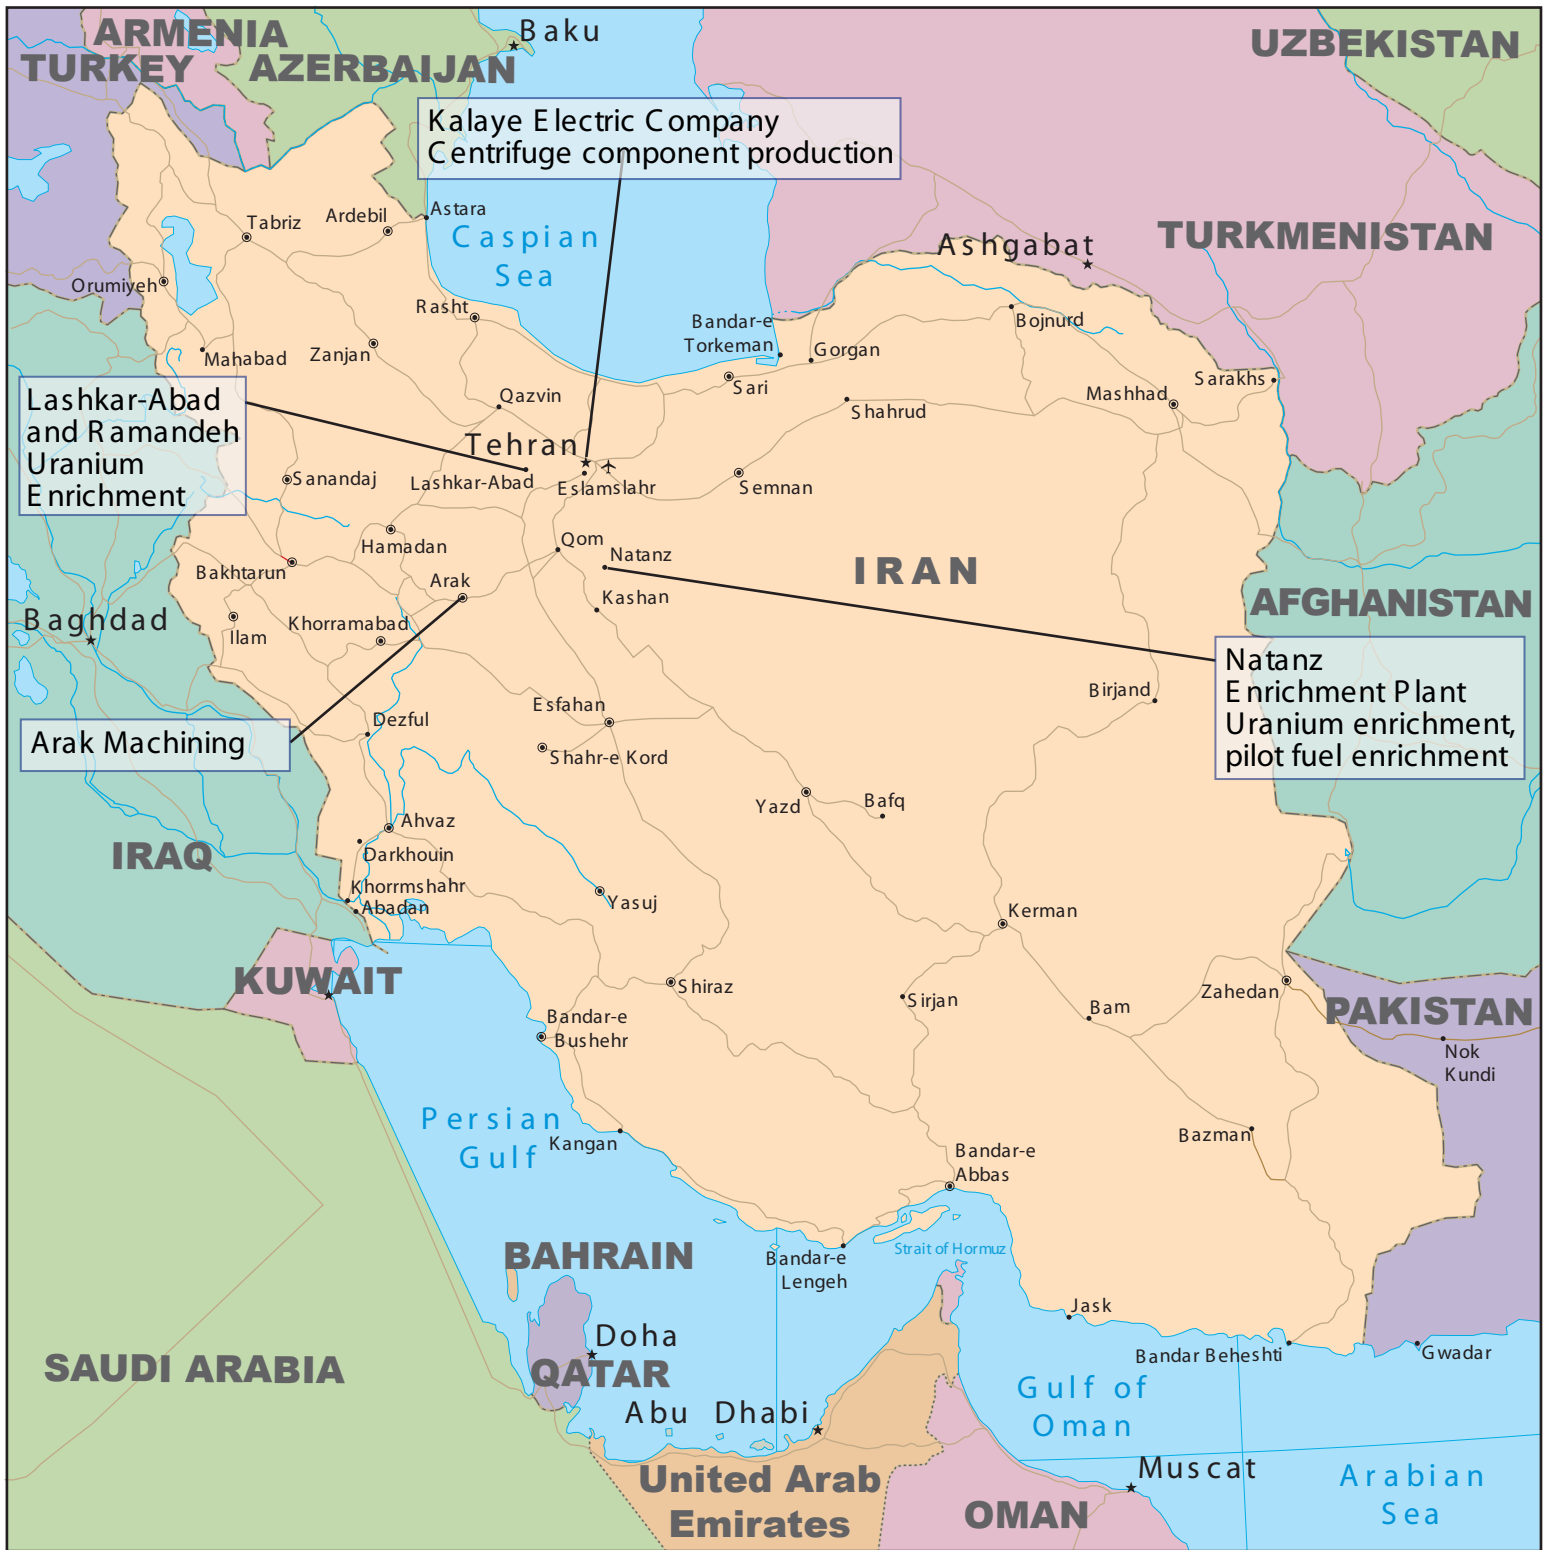 ARMENIA
TURKEY
AZERBAIJAN
Baku
UZBEKISTAN
Kalaye Electric Company
Centrifuge component production
TURKMENISTAN
Ashgabat
Caspian
Sea
Astara
Ardebil
Tabriz
Orumiyeh
Rasht
Mahabad
Zanjan
Bandar-e
Torkeman
Gorgan
Bojnurd
Sari
Shahrud
Mashhad
Sarakhs
Qazvin
Lashkar-Abad
and Ramandeh
Uranium
Enrichment
Tehran
Lashkar-Abad
Eslamslahr
Semnan
Sanandaj
Hamadan
Qom
Natanz
IRAN
Bakhtarun
Arak
Kashan
AFGHANISTAN
Baghdad
Ilam
Khorramabad
Natanz
Enrichment Plant
Uranium enrichment,
pilot fuel enrichment
Birjand
Esfahan
Dezful
Arak Machining
Shahr-e Kord
Yazd
Bafq
Ahvaz
Darkhouin
IRAQ
Khorrmshahr
Abadan
Yasuj
Kerman
KUWAIT
Shiraz
Sirjan
Bam
Zahedan
PAKISTAN
Nok
Kundi
Bandar-e
Bushehr
Persian
Gulf
Kangan
Bazman
Bandar-e
Abbas
Strait of Hormuz
Bandar-e
Lengeh
BAHRAIN
Jask
Doha
QATAR
Bandar Beheshti
Gwadar
SAUDI ARABIA
Gulf of
Oman
Abu Dhabi
Muscat
United Arab
Emirates
OMAN
Arabian
Sea